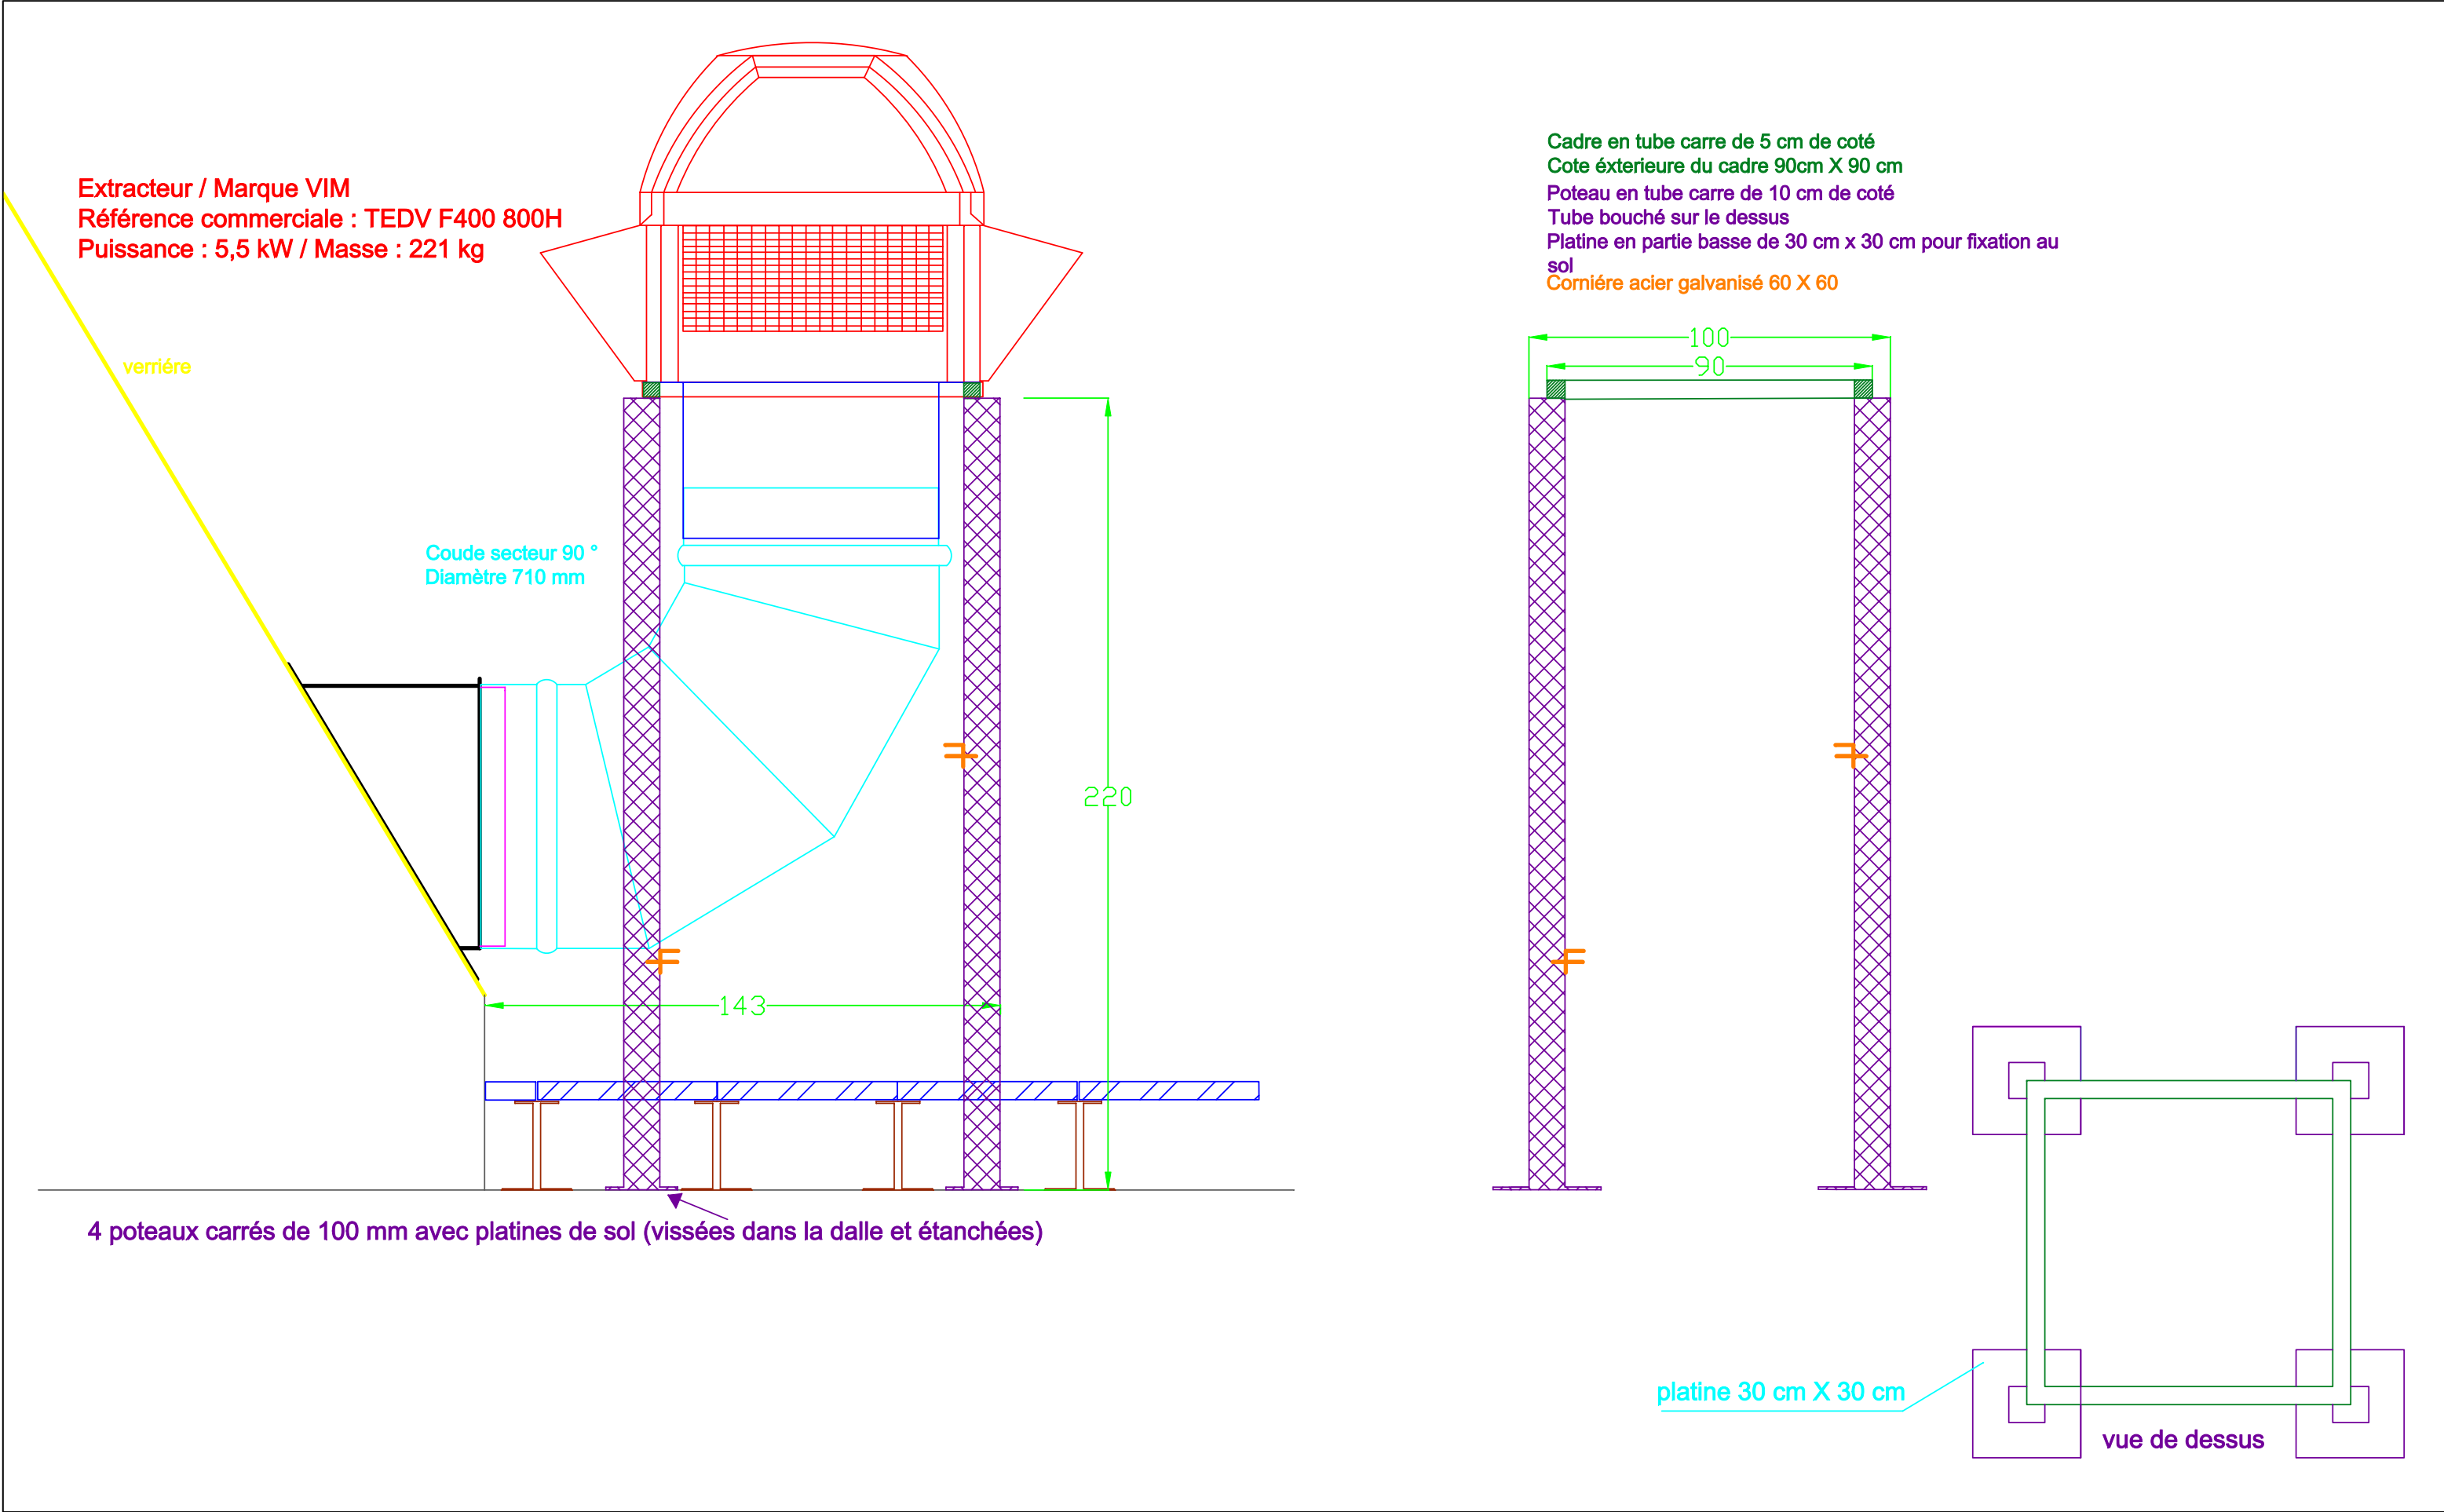 Extracteur / Marque VIM
Référence commerciale : TEDV F400 800H
Puissance : 5,5 kW / Masse : 221 kg
verriére
Coude secteur 90 °
Diamètre 710 mm
220
143
4 poteaux carrés de 100 mm avec platines de sol (vissées dans la dalle et étanchées)
Cadre en tube carre de 5 cm de coté
Cote éxterieure du cadre 90cm X 90 cm
Poteau en tube carre de 10 cm de coté
Tube bouché sur le dessus
Platine en partie basse de 30 cm x 30 cm pour fixation au
sol
Corniére acier galvanisé 60 X 60
100
90
platine 30 cm X 30 cm
vue de dessus